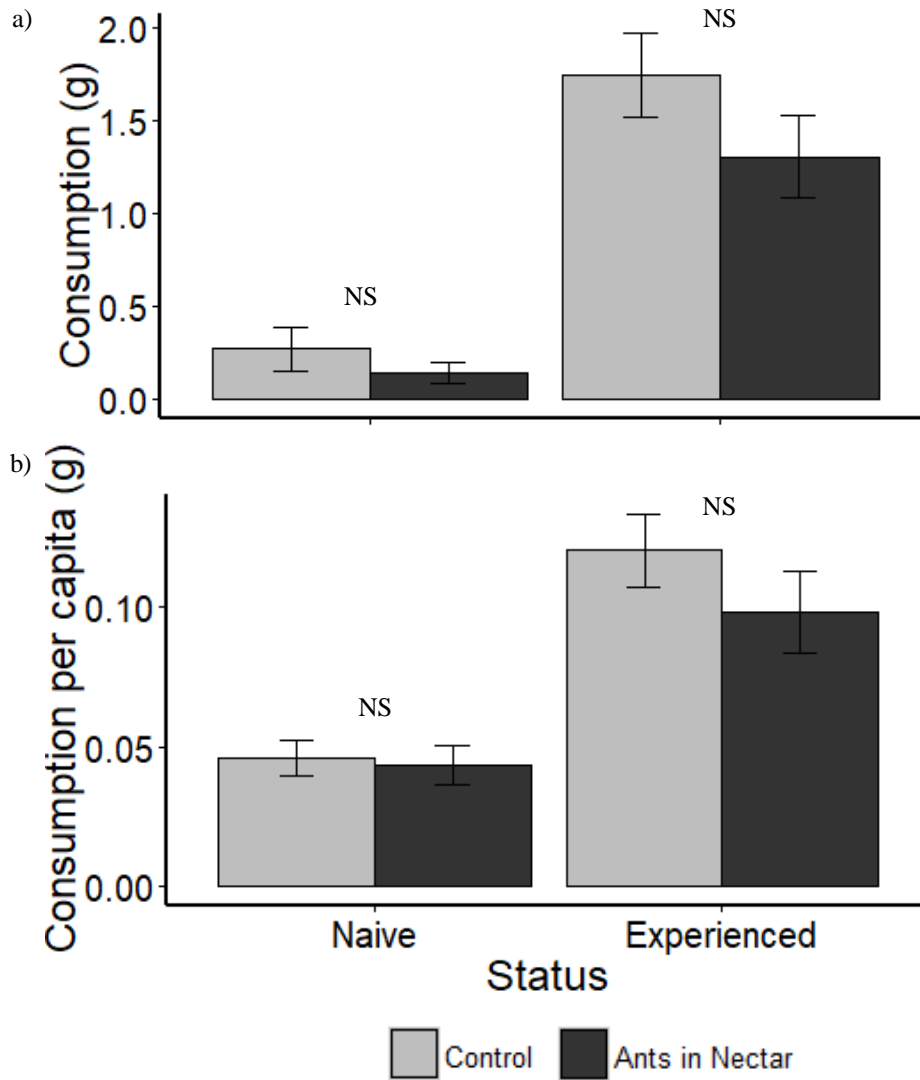 a)
NS
Consumption (g)
2.0
1.5
1.0
0.5
0.0
NS
b)
NS
Consumption per capita (g)
0.10
0.05
0.00
NS
Naive Experienced
Status
Control Ants in Nectar